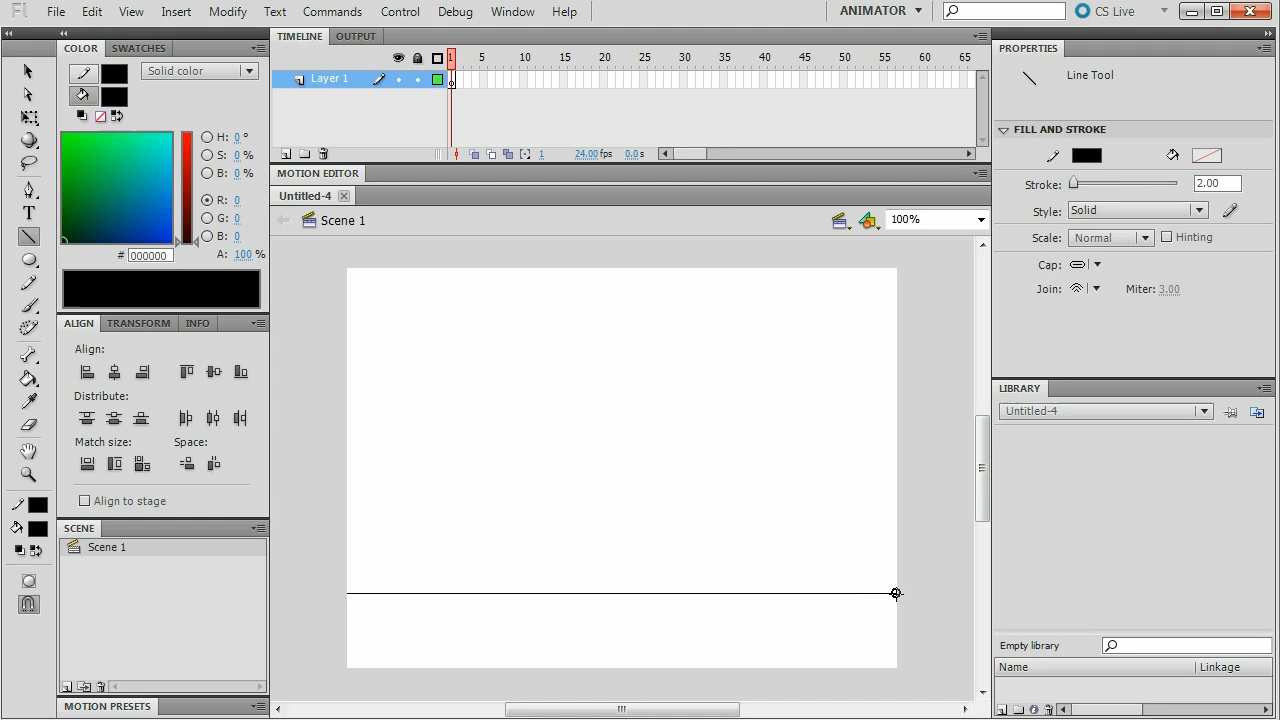 Fl File Edit View Insert Modify Text Commands Control Debug Window Help ANIMATOR CS Live
COLOR SWATCHES
Solid color
H: 0 °
S: 0 %
B: 0 %
R: 0
G: 0
B: 0
# 000000 A: 100 %
ALIGN TRANSFORM INFO
Align:
Distribute:
Match size: Space:
Align to stage
SCENE
Scene 1
MOTION PRESETS
TIMELINE OUTPUT
1 5 10 15 20 25 30 35 40 45 50 55 60 65
Layer 1
1 24.00 fps 0.0 s
MOTION EDITOR
Untitled-4
Scene 1 100%
PROPERTIES
Line Tool
FILL AND STROKE
Stroke: 2.00
Style: Solid
Scale: Normal Hinting
Cap:
Join: Miter: 3.00
LIBRARY
Untitled-4
Empty library
Name Linkage